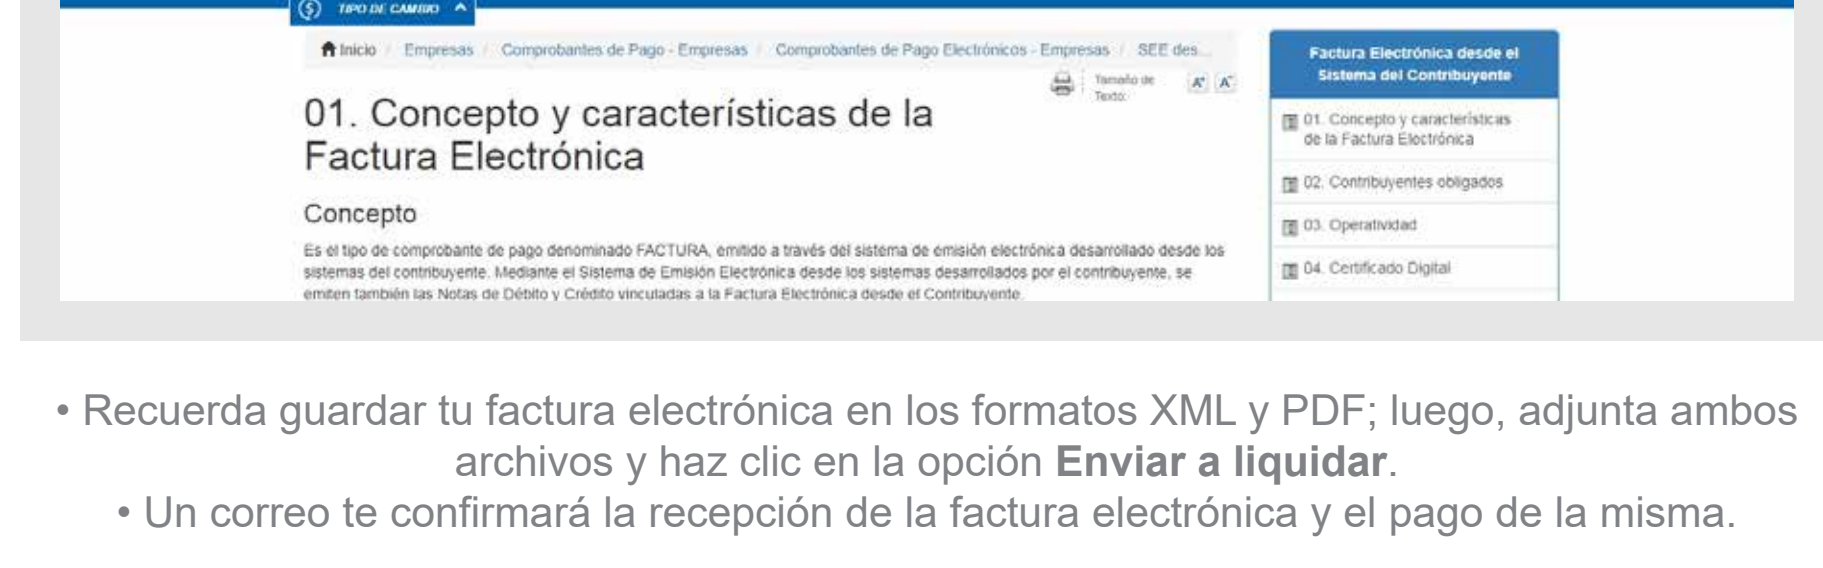 TIPO DE CAMBIO
Inicio / Empresas / Comprobantes de Pago - Empresas / Comprobantes de Pago Electrónicos - Empresas / SEE des...
Tamaño de
Texto:
A+ A-
01. Concepto y características de la
Factura Electrónica
Concepto
Es el tipo de comprobante de pago denominado FACTURA, emitido a través del sistema de emisión electrónica desarrollado desde los
sistemas del contribuyente. Mediante el Sistema de Emisión Electrónica desde los sistemas desarrollados por el contribuyente, se
emiten también las Notas de Débito y Crédito vinculadas a la Factura Electrónica desde el Contribuyente.
Factura Electrónica desde el
Sistema del Contribuyente
01. Concepto y características
de la Factura Electrónica
02. Contribuyentes obligados
03. Operatividad
04. Certificado Digital
• Recuerda guardar tu factura electrónica en los formatos XML y PDF; luego, adjunta ambos
archivos y haz clic en la opción Enviar a liquidar.
• Un correo te confirmará la recepción de la factura electrónica y el pago de la misma.